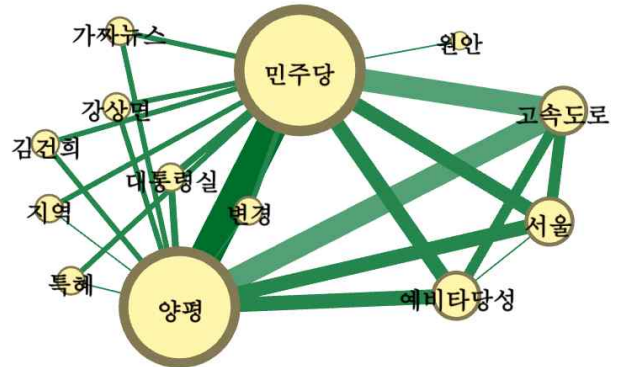 가짜뉴스
원안
민주당
강상면
고속도로
김건희
대통령실
지역
변경
서울
특혜
예비타당성
양평